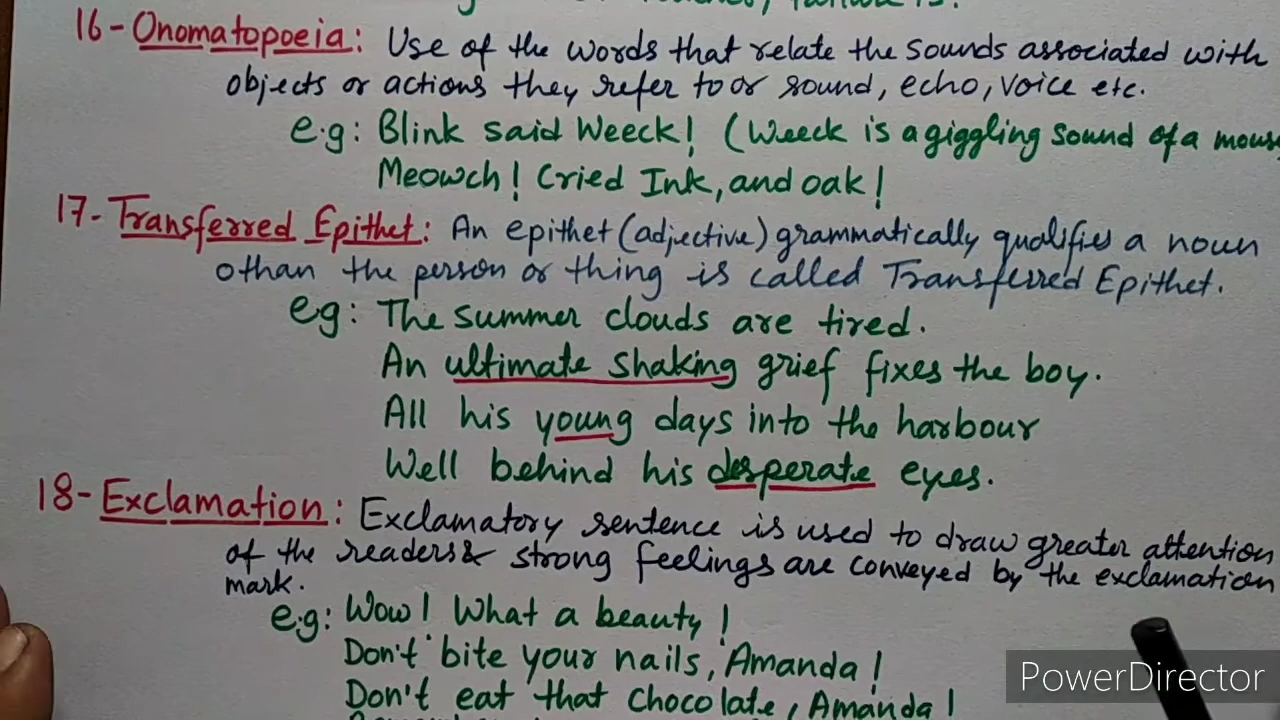 16- Onomatopoeia: Use of the words that relate the sounds associated with
objects or actions they refer to or sound, echo, voice etc.
e.g: Blink said Weeck! (Weeck is a giggling sound of a mouse
Meowch! Cried Ink, and oak!
17- Transferred Epithet: An epithet (adjective) grammatically qualifies a noun
othan the person or thing is called Transferred Epithet.
eg: The summer clouds are tired.
An ultimate shaking grief fixes the boy.
All his young days into the harbour
Well behind his desperate eyes.
18- Exclamation: Exclamatory sentence is used to draw greater attention
of the readers & strong feelings are conveyed by the exclamation
mark.
e.g: Wow! What a beauty!
Don't bite your nails, Amanda!
Don't eat that chocolate, Amanda!
PowerDirector